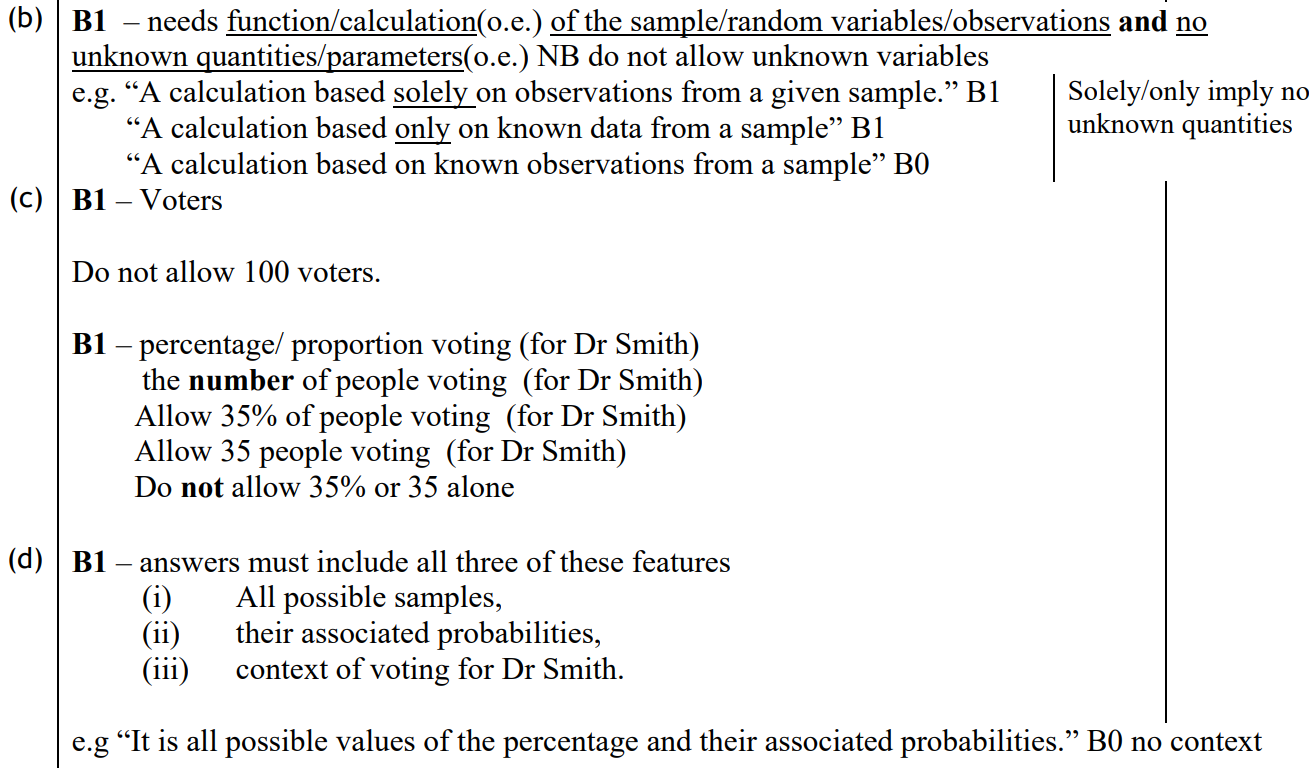 (b) B1 – needs function/calculation(o.e.) of the sample/random variables/observations and no
unknown quantities/parameters(o.e.) NB do not allow unknown variables
e.g. “A calculation based solely on observations from a given sample.” B1
“A calculation based only on known data from a sample” B1
“A calculation based on known observations from a sample” B0
Solely/only imply no
unknown quantities
(c) B1 – Voters
Do not allow 100 voters.
B1 – percentage/ proportion voting (for Dr Smith)
the number of people voting (for Dr Smith)
Allow 35% of people voting (for Dr Smith)
Allow 35 people voting (for Dr Smith)
Do not allow 35% or 35 alone
(d) B1 – answers must include all three of these features
(i) All possible samples,
(ii) their associated probabilities,
(iii) context of voting for Dr Smith.
e.g “It is all possible values of the percentage and their associated probabilities.” B0 no context